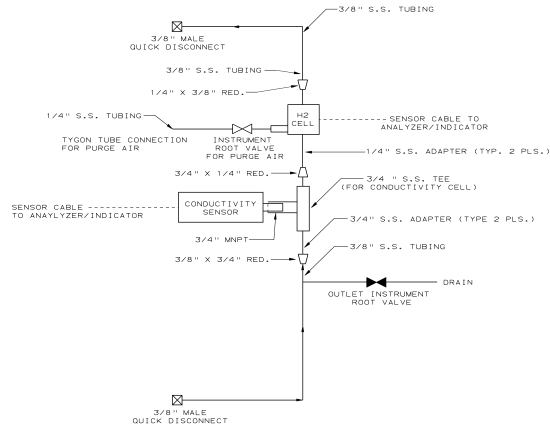 3/8" S.S. TUBING
3/8" MALE
QUICK DISCONNECT
3/8" S.S. TUBING
1/4" X 3/8" RED.
1/4" S.S. TUBING
H2
CELL
SENSOR CABLE TO
ANALYZER/INDICATOR
TYGON TUBE CONNECTION
FOR PURGE AIR
INSTRUMENT
ROOT VALVE
FOR PURGE AIR
1/4" S.S. ADAPTER (TYP. 2 PLS.)
3/4" X 1/4" RED.
3/4 " S.S. TEE
(FOR CONDUCTIVITY CELL)
CONDUCTIVITY
SENSOR
SENSOR CABLE
TO ANAYLYZER/INDICATOR
3/4" S.S. ADAPTER (TYPE 2 PLS.)
3/4" MNPT
3/8" S.S. TUBING
3/8" X 3/4" RED.
DRAIN
OUTLET INSTRUMENT
ROOT VALVE
3/8" MALE
QUICK DISCONNECT